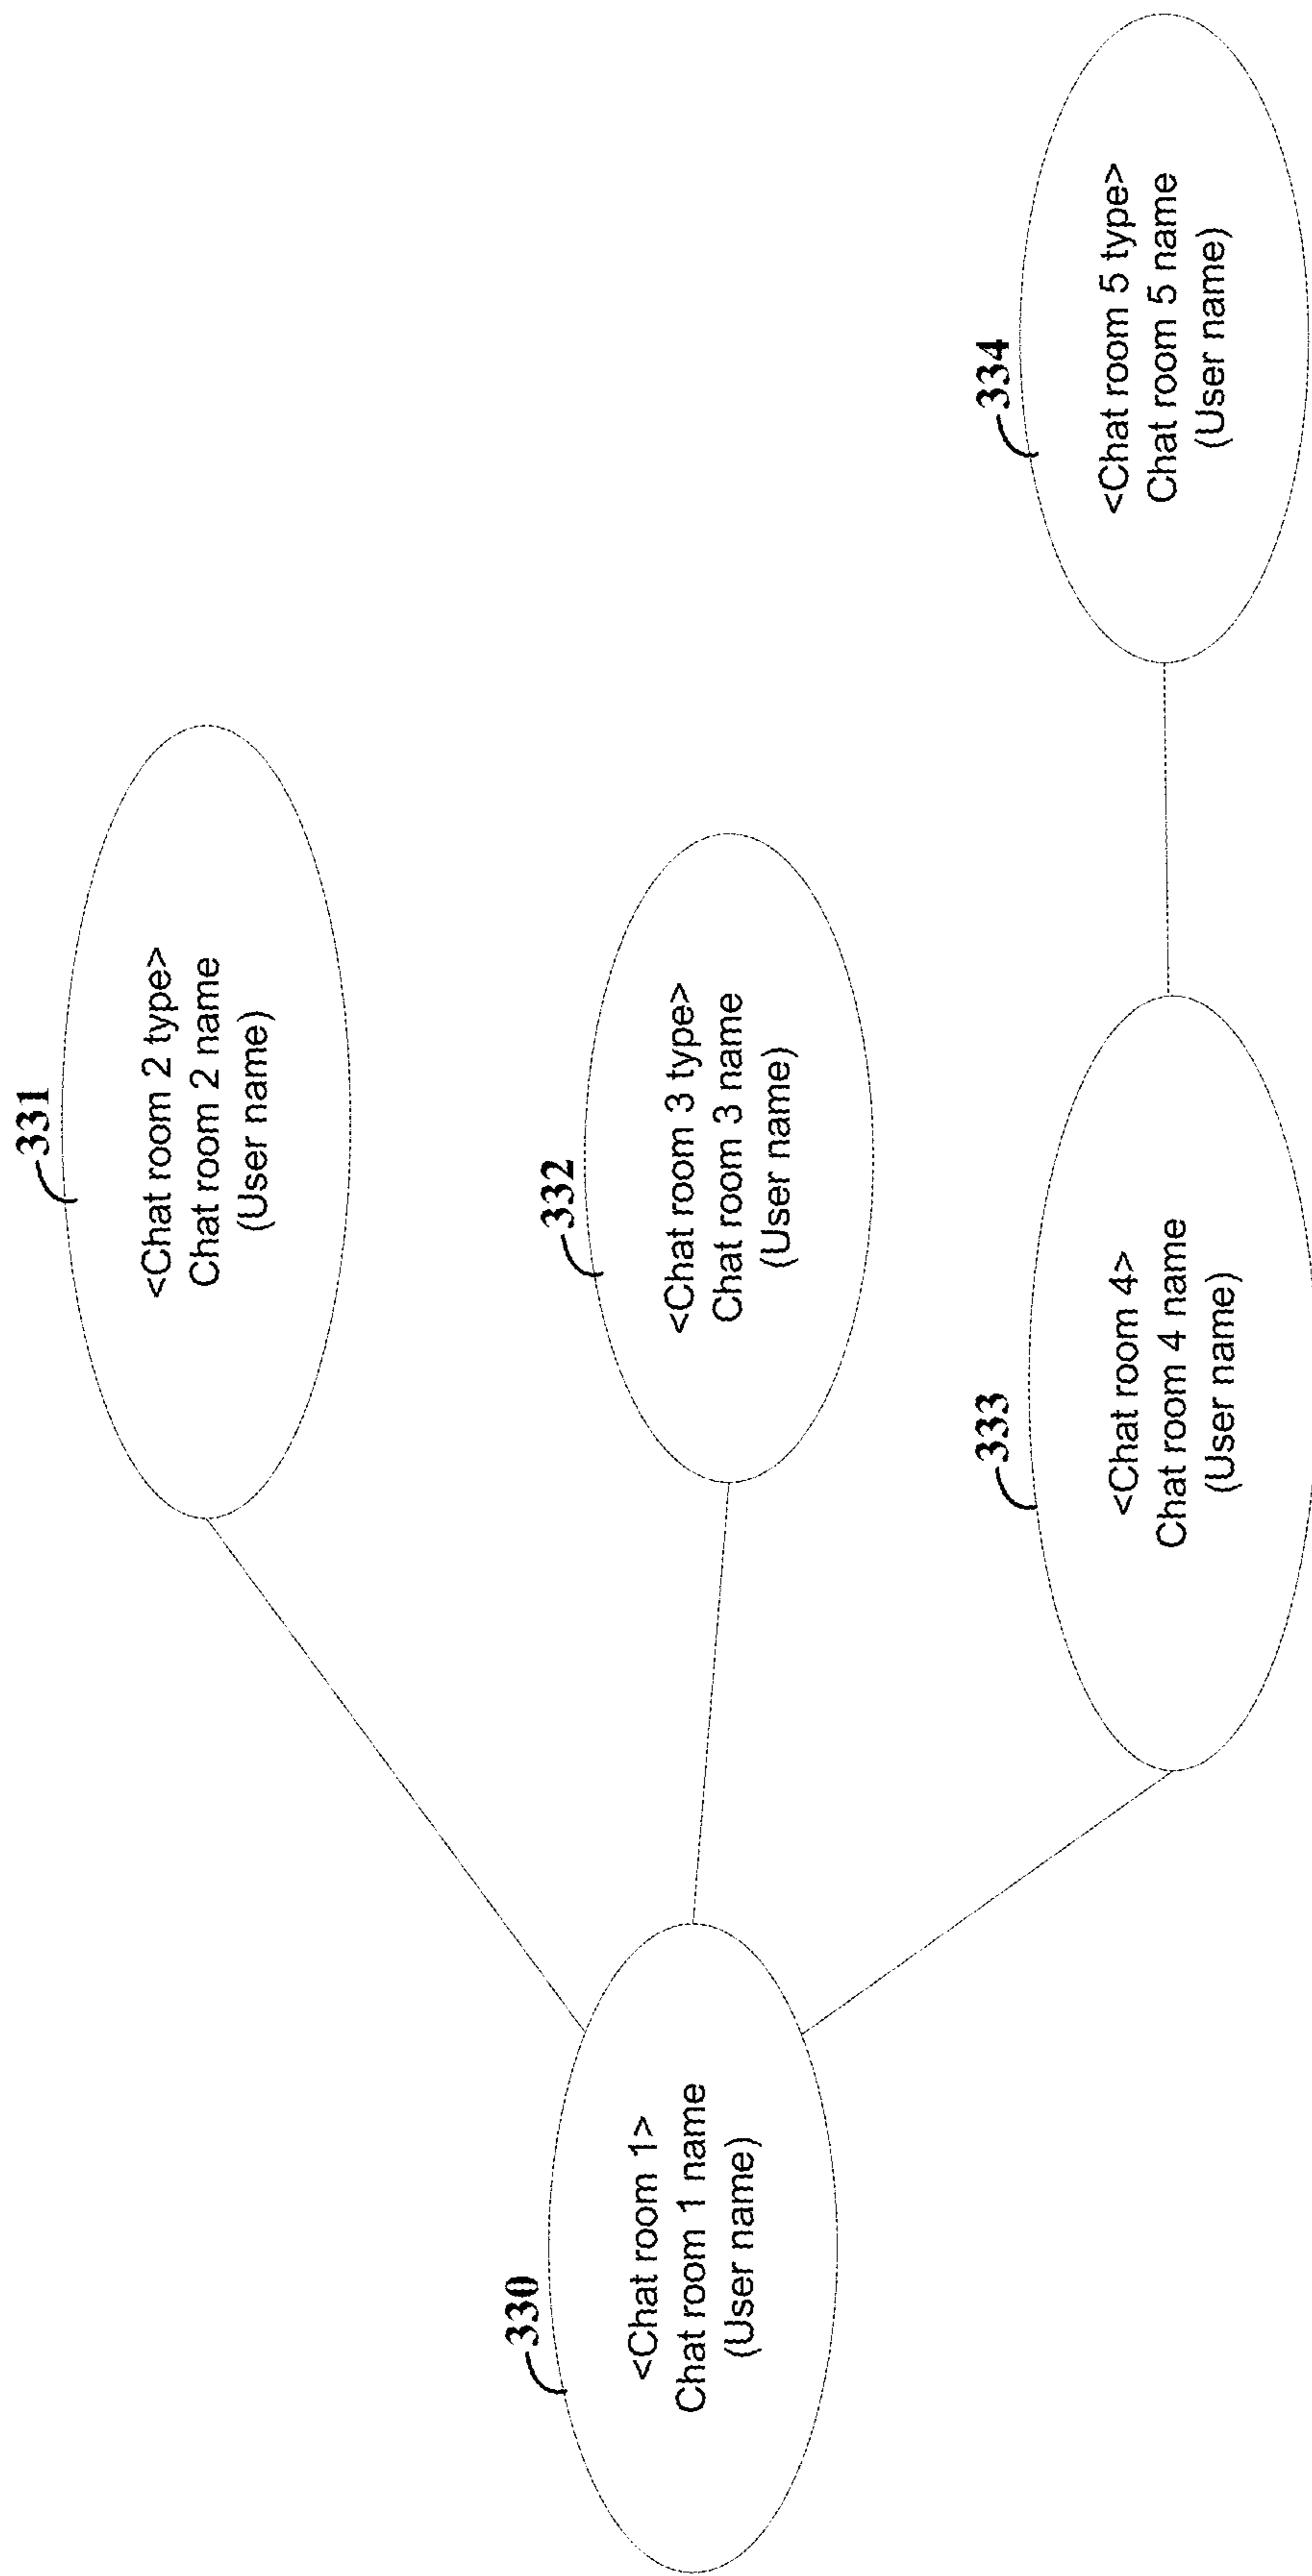 330
<Chat room 1>
Chat room 1 name
(User name)
331
<Chat room 2 type>
Chat room 2 name
(User name)
332
<Chat room 3 type>
Chat room 3 name
(User name)
333
<Chat room 4>
Chat room 4 name
(User name)
334
<Chat room 5 type>
Chat room 5 name
(User name)